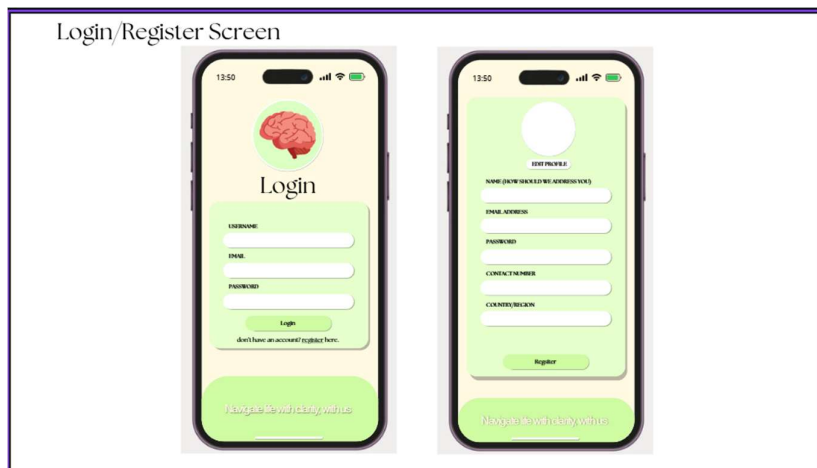 Login/Register Screen
13:50
Login
USERNAME
EMAIL
PASSWORD
Login
don't have an account? register here.
Navigate life with clarity, with us
13:50
EDIT PROFILE
NAME (HOW SHOULD WE ADDRESS YOU)
EMAIL ADDRESS
PASSWORD
CONTACT NUMBER
COUNTRY/REGION
Register
Navigate life with clarity, with us